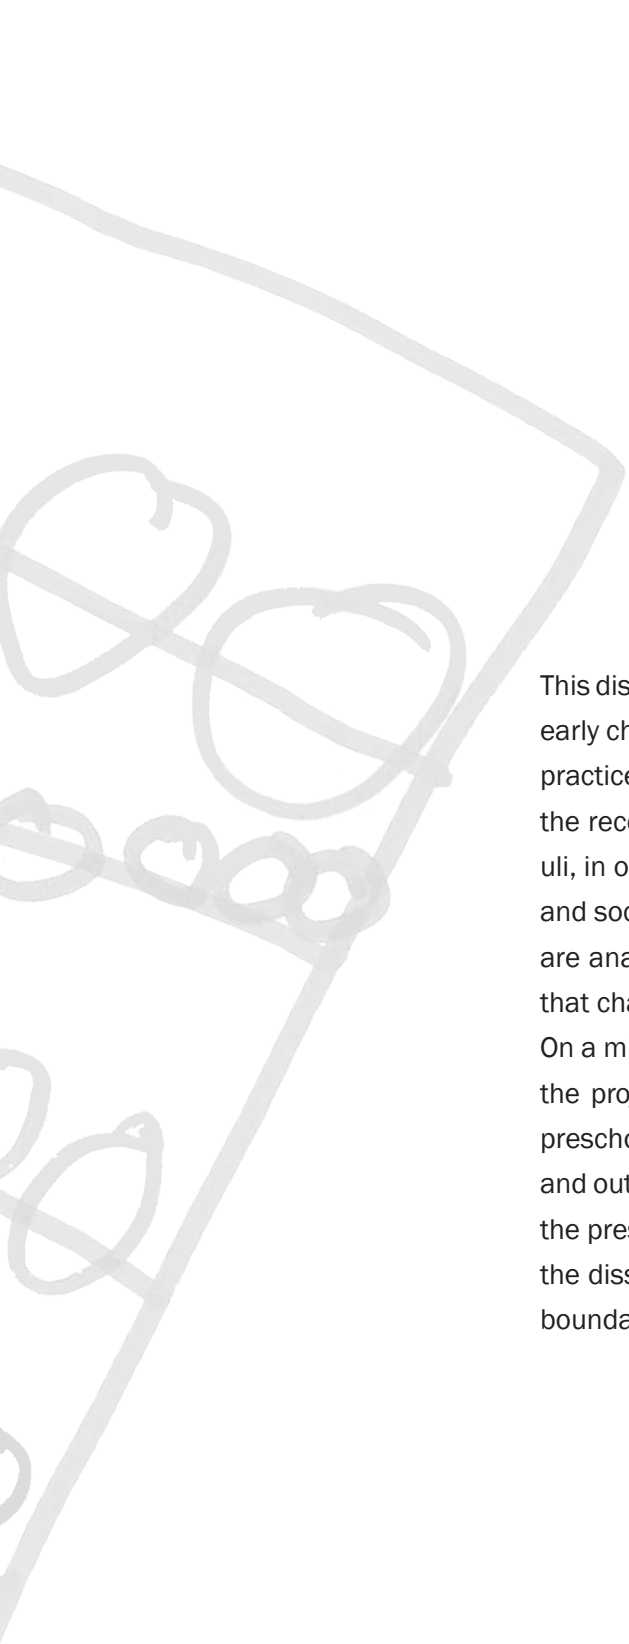 This dis
early ch
practice
the rec
uli, in o
and soc
are ana
that cha
On a m
the pro
prescho
and out
the pres
the diss
bounda